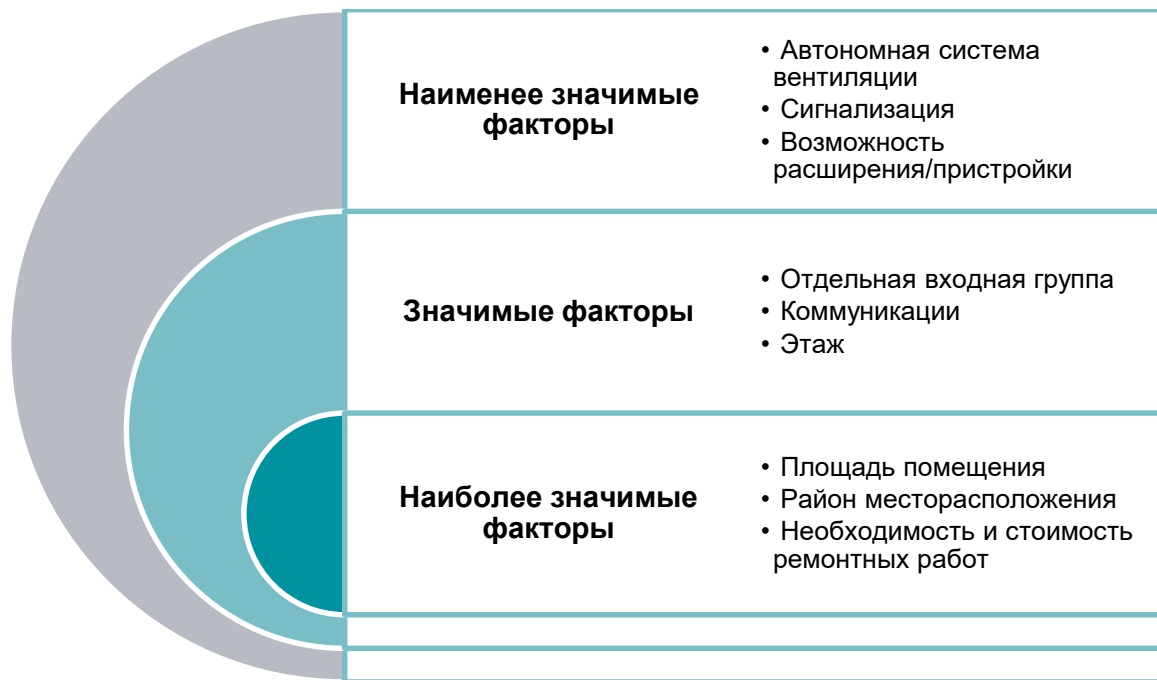 Наименее значимые
факторы
• Автономная система
вентиляции
• Сигнализация
• Возможность
расширения/пристройки
Значимые факторы
• Отдельная входная группа
• Коммуникации
• Этаж
Наиболее значимые
факторы
• Площадь помещения
• Район месторасположения
• Необходимость и стоимость
ремонтных работ